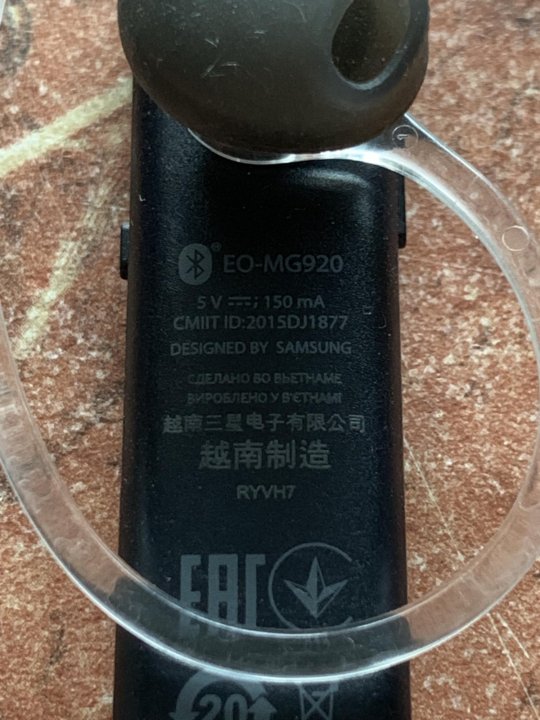 EO-MG920
5 V ⎓; 150 mA
CMIIT ID:2015DJ1877
DESIGNED BY SAMSUNG
СДЕЛАНО ВО ВЬЕТНАМЕ
ВИРОБЛЕНО У В'ЄТНАМІ
越南三星电子有限公司
越南制造
RYVH7
EAC
20